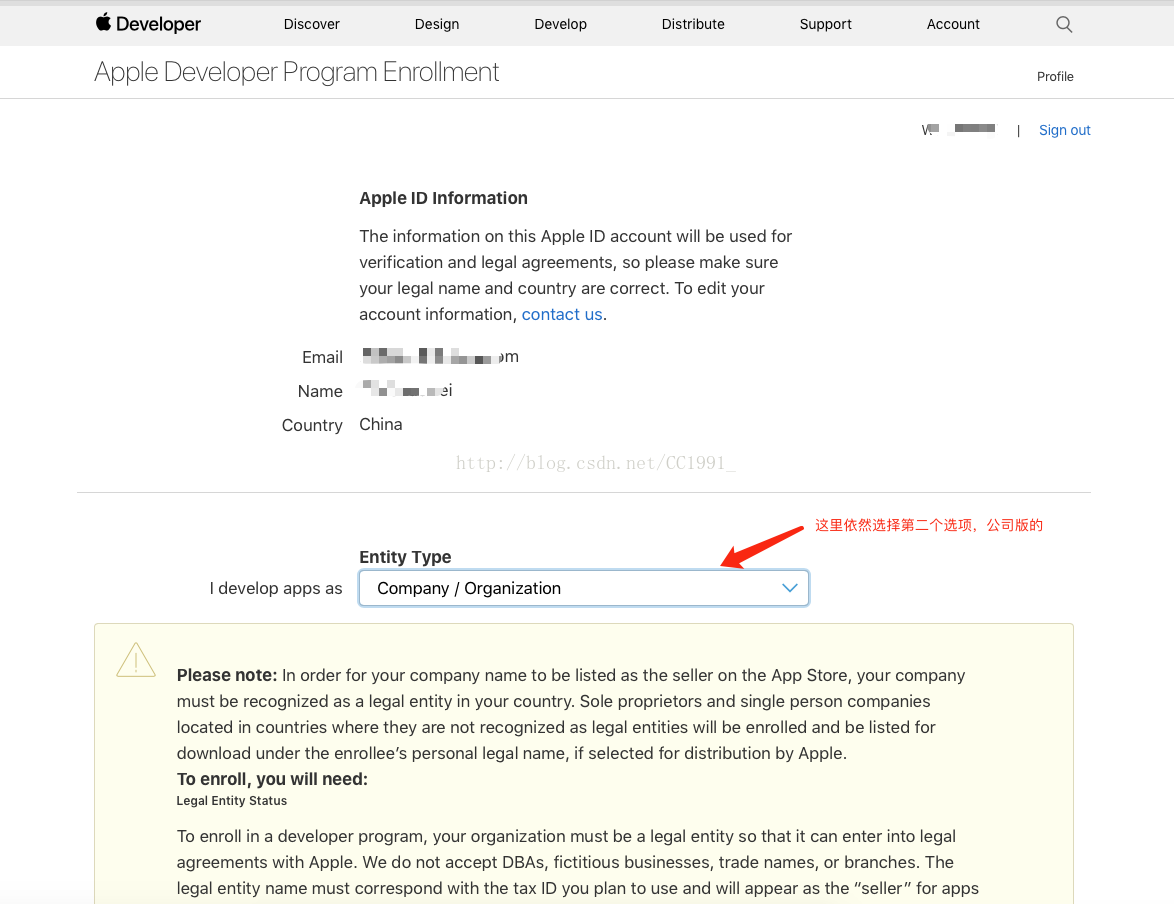 Developer
Discover
Design
Develop
Distribute
Support
Account
Apple Developer Program Enrollment
Profile
| Sign out
Apple ID Information
The information on this Apple ID account will be used for
verification and legal agreements, so please make sure
your legal name and country are correct. To edit your
account information, contact us.
Email
Name
Country China
http://blog.csdn.net/CC1991_
这里依然选择第二个选项，公司版的
Entity Type
I develop apps as Company / Organization
Please note: In order for your company name to be listed as the seller on the App Store, your company
must be recognized as a legal entity in your country. Sole proprietors and single person companies
located in countries where they are not recognized as legal entities will be enrolled and be listed for
download under the enrollee’s personal legal name, if selected for distribution by Apple.
To enroll, you will need:
Legal Entity Status
To enroll in a developer program, your organization must be a legal entity so that it can enter into legal
agreements with Apple. We do not accept DBAs, fictitious businesses, trade names, or branches. The
legal entity name must correspond with the tax ID you plan to use and will appear as the “seller” for apps